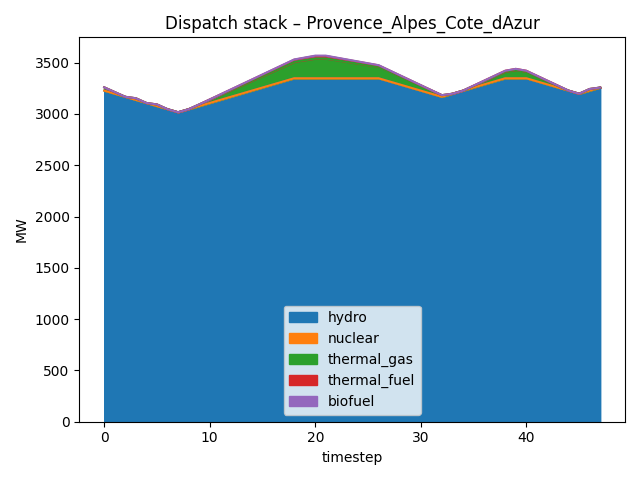 Dispatch stack – Provence_Alpes_Cote_dAzur
MW
3500
3000
2500
2000
1500
1000
500
0
hydro
nuclear
thermal_gas
thermal_fuel
biofuel
0 10 20 30 40
timestep